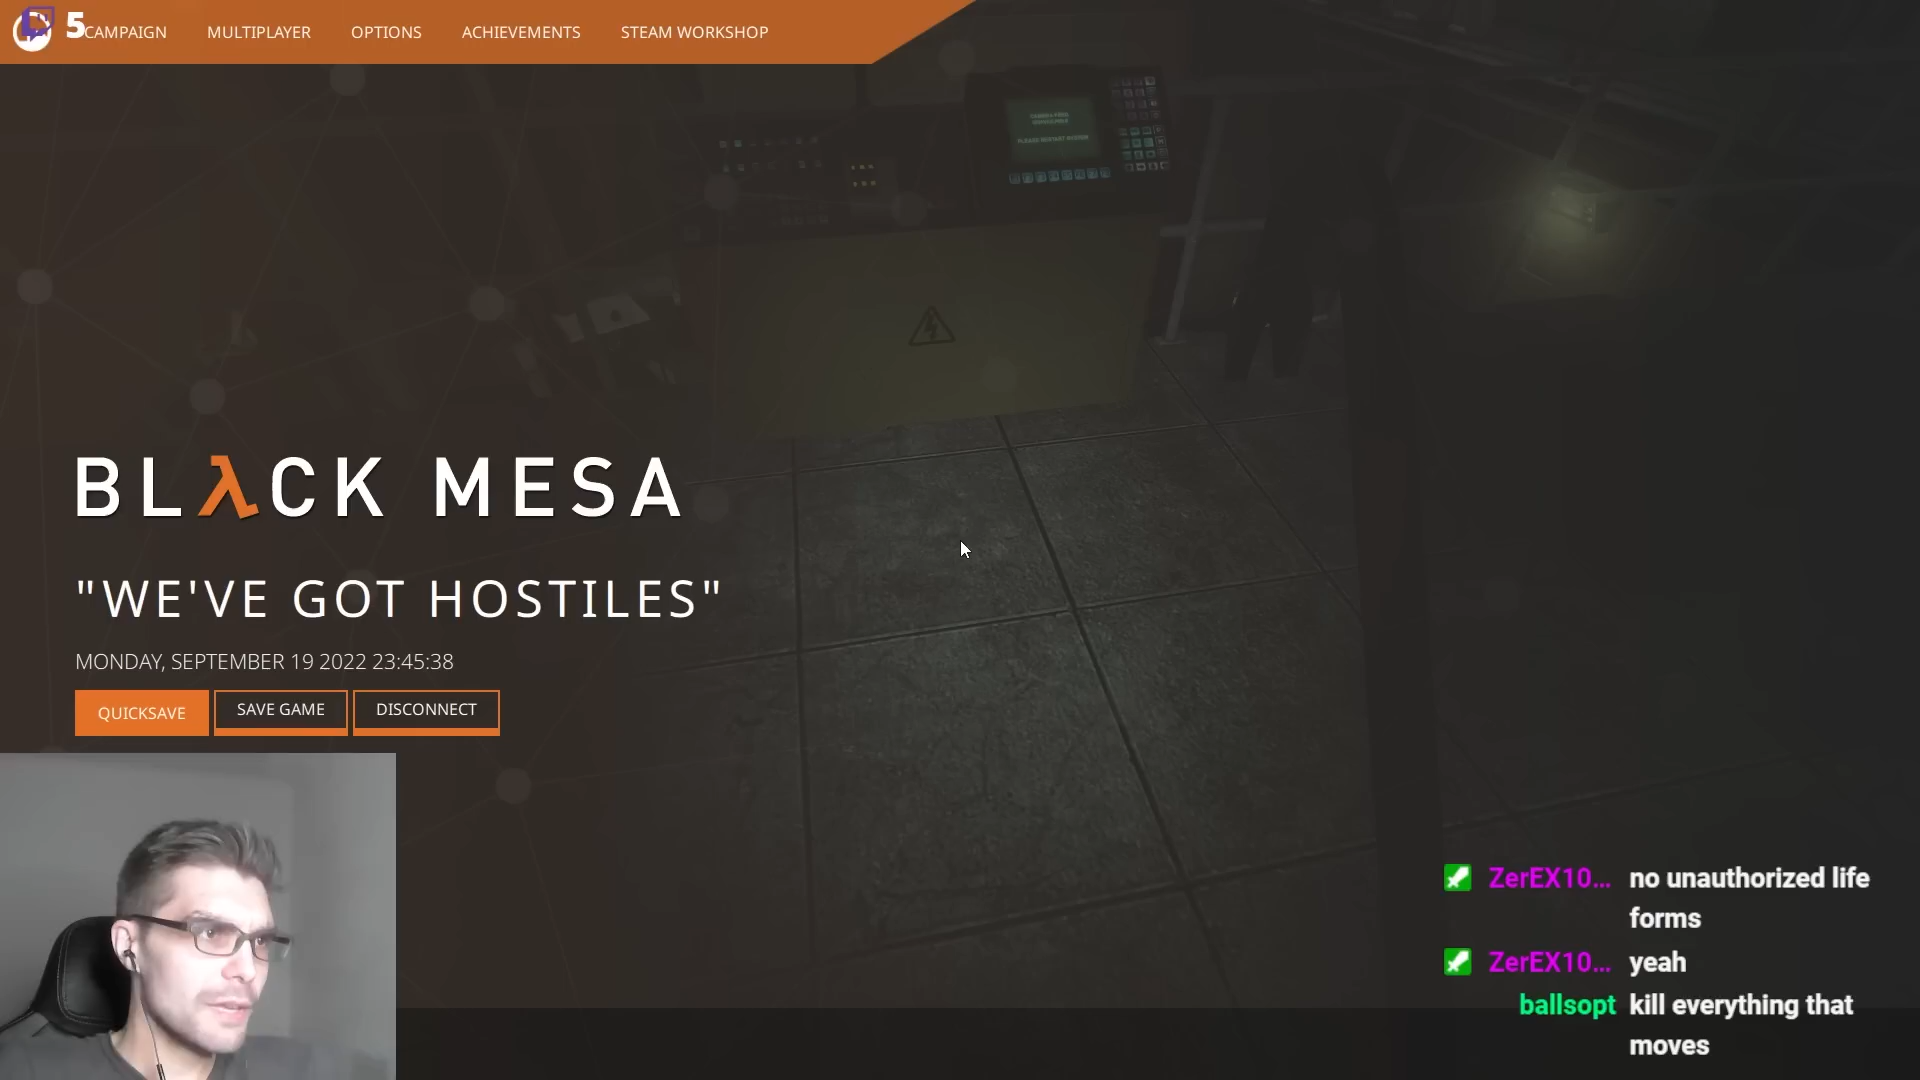 5
CAMPAIGN MULTIPLAYER OPTIONS ACHIEVEMENTS STEAM WORKSHOP
BLλCK MESA
"WE'VE GOT HOSTILES"
MONDAY, SEPTEMBER 19 2022 23:45:38
QUICKSAVE SAVE GAME DISCONNECT
ZerEX10... no unauthorized life
forms
ZerEX10... yeah
ballsopt kill everything that
moves